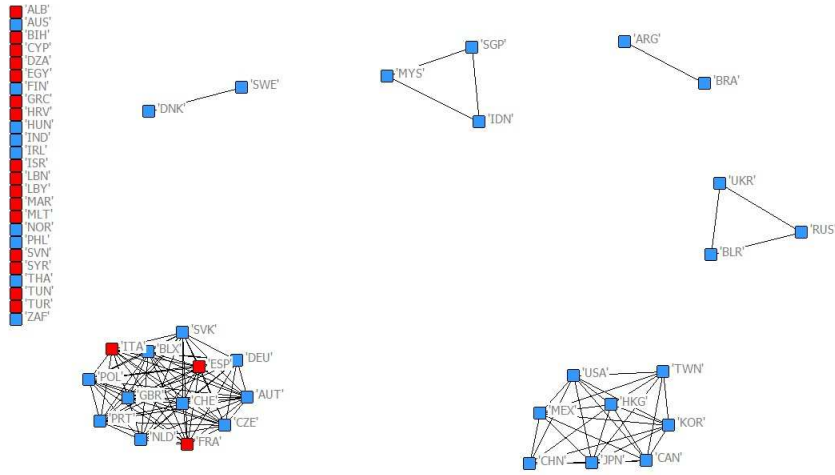 'ALB'
'AUS'
'BIH'
'CYP'
'DZA'
'EGY'
'FIN'
'GRC'
'HRV'
'HUN'
'IND'
'IRL'
'ISR'
'LBN'
'LBY'
'MAR'
'MLT'
'NOR'
'PHL'
'SVN'
'SYR'
'THA'
'TUN'
'TUR'
'ZAF'
'SWE'
'DNK'
'SGP'
'MYS'
'IDN'
'ARG'
'BRA'
'UKR'
'RUS'
'BLR'
'SVK'
'ITA'
'BLX'
'ESP'
'DEU'
'POL'
'GBR'
'CHE'
'AUT'
'PRT'
'CZE'
'NLD'
'FRA'
'USA'
'TWN'
'MEX'
'HKG'
'KOR'
'CHN'
'JPN'
'CAN'